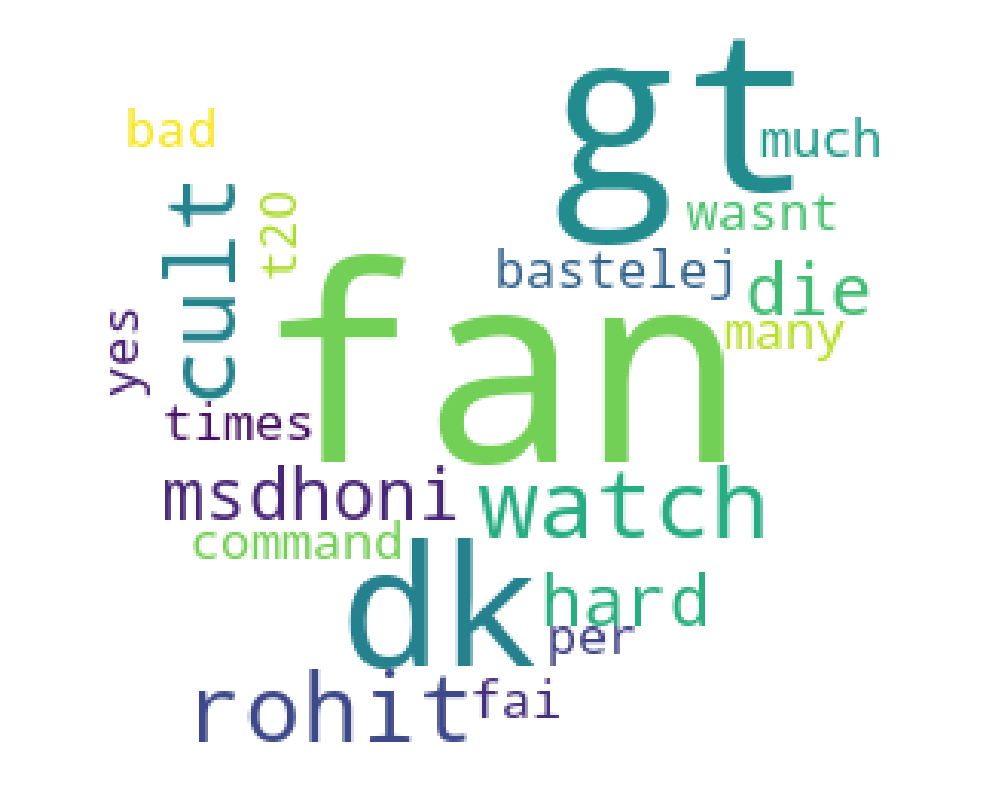 gt
much
bad
cult
t20
wasnt
bastelej
die
fan
many
yes
times
msdhoni
watch
command
dk
hard
per
rohit
fai